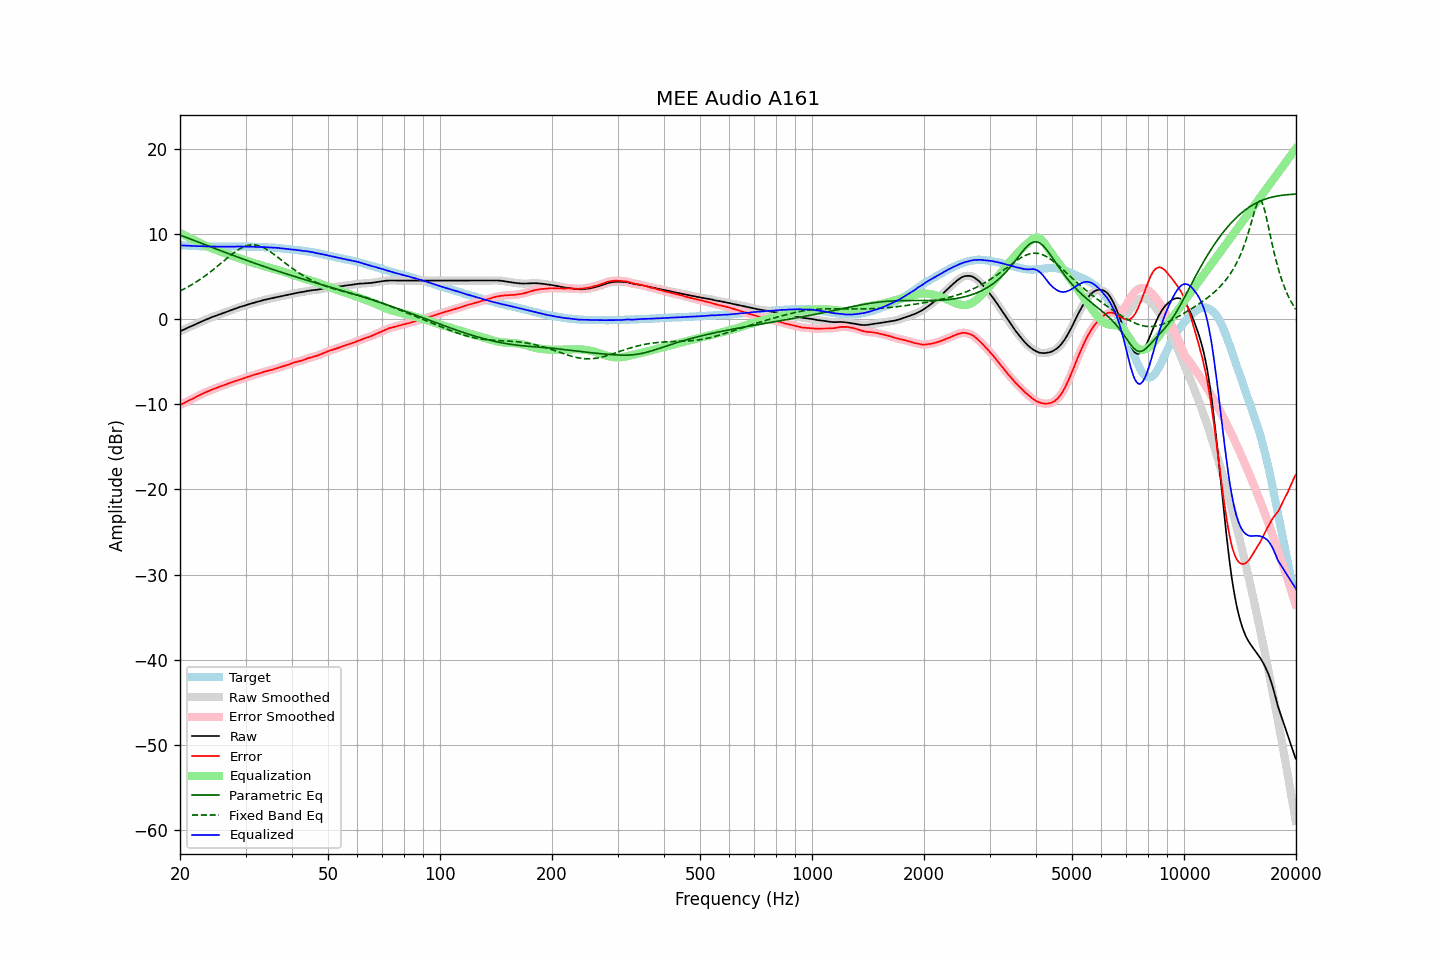 MEE Audio A161
20
10
0
−10
−20
−30
−40
−50
−60
Amplitude (dBr)
Target
Raw Smoothed
Error Smoothed
Raw
Error
Equalization
Parametric Eq
Fixed Band Eq
Equalized
20 50 100 200 500 1000 2000 5000 10000 20000
Frequency (Hz)